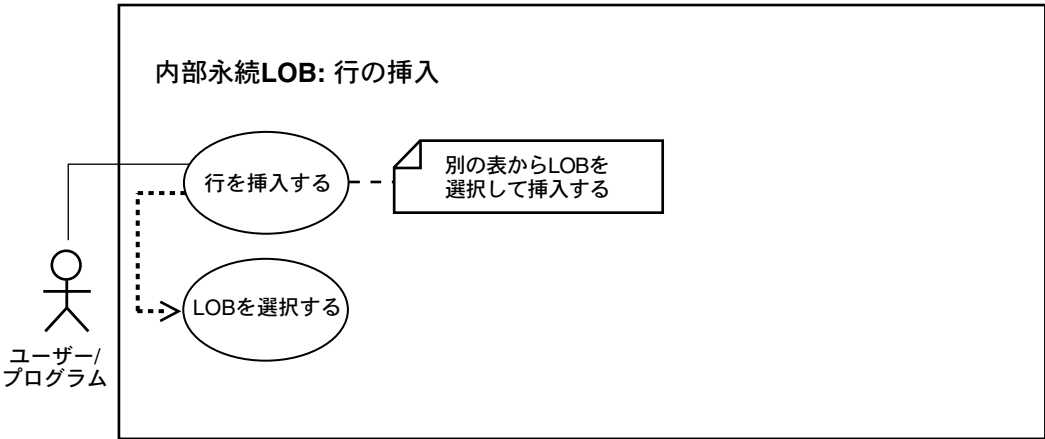 内部永続LOB: 行の挿入
行を挿入する
別の表からLOBを
選択して挿入する
LOBを選択する
ユーザー/
プログラム